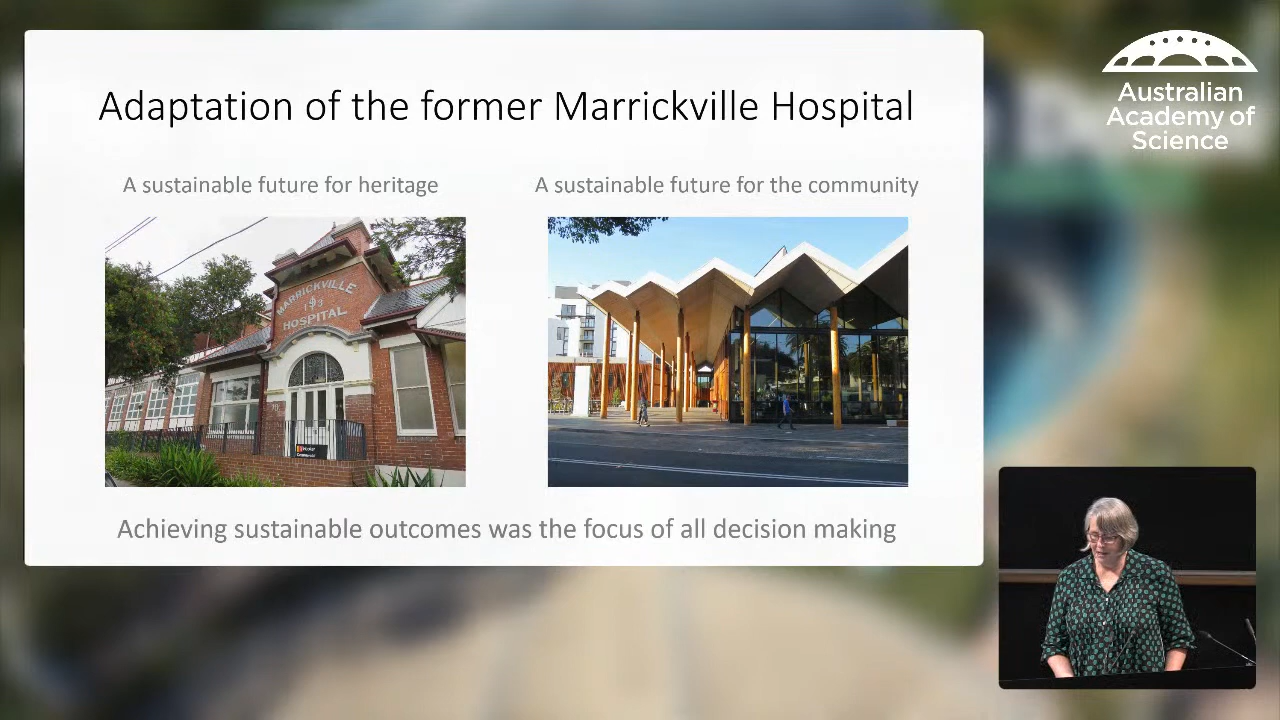 Adaptation of the former Marrickville Hospital
A sustainable future for heritage
A sustainable future for the community
MARRICKVILLE
HOSPITAL
Achieving sustainable outcomes was the focus of all decision making
Australian
Academy of
Science